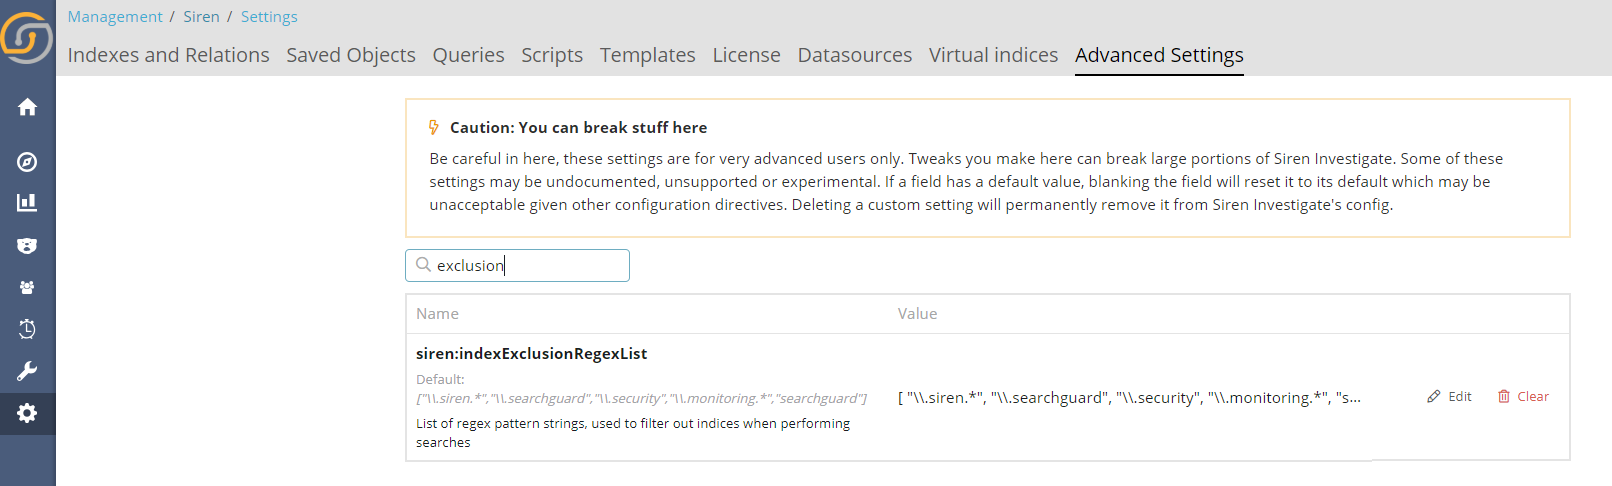 Management / Siren / Settings
Indexes and Relations Saved Objects Queries Scripts Templates License Datasources Virtual indices Advanced Settings
Caution: You can break stuff here
Be careful in here, these settings are for very advanced users only. Tweaks you make here can break large portions of Siren Investigate. Some of these
settings may be undocumented, unsupported or experimental. If a field has a default value, blanking the field will reset it to its default which may be
unacceptable given other configuration directives. Deleting a custom setting will permanently remove it from Siren Investigate's config.
exclusion
Name Value
siren:indexExclusionRegexList
Default:
["\\.siren.*","\\.searchguard","\\.security","\\.monitoring.*","searchguard"]
[ "\\.siren.*", "\\.searchguard", "\\.security", "\\.monitoring.*", "s... Edit Clear
List of regex pattern strings, used to filter out indices when performing
searches